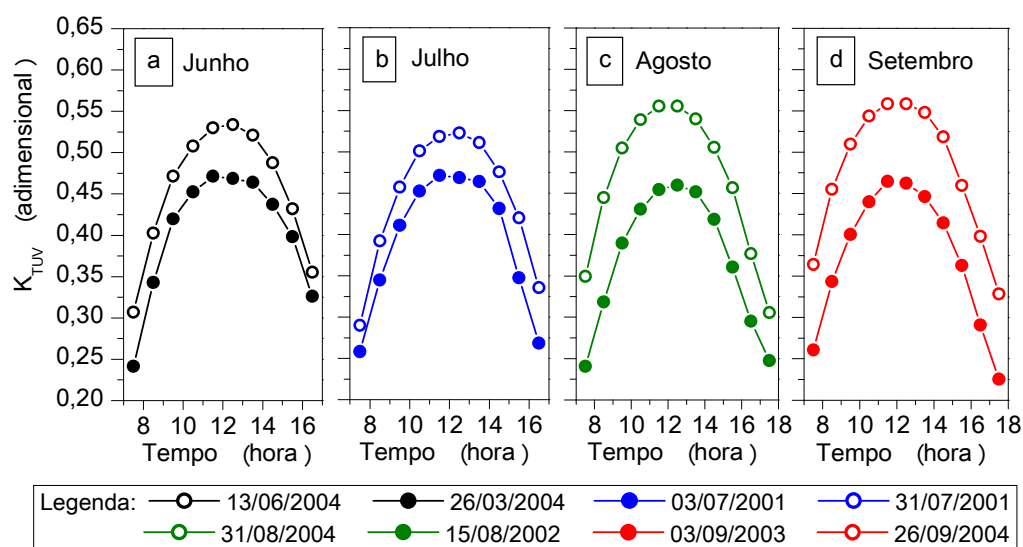 K_TUV (adimensional )
0,65
0,60
0,55
0,50
0,45
0,40
0,35
0,30
0,25
0,20
a Junho
b Julho
c Agosto
d Setembro
8 10 12 14 16
8 10 12 14 16
8 10 12 14 16 18
8 10 12 14 16 18
Tempo (hora )
Tempo (hora )
Tempo (hora )
Tempo (hora )
Legenda: 13/06/2004 26/03/2004 03/07/2001 31/07/2001
31/08/2004 15/08/2002 03/09/2003 26/09/2004